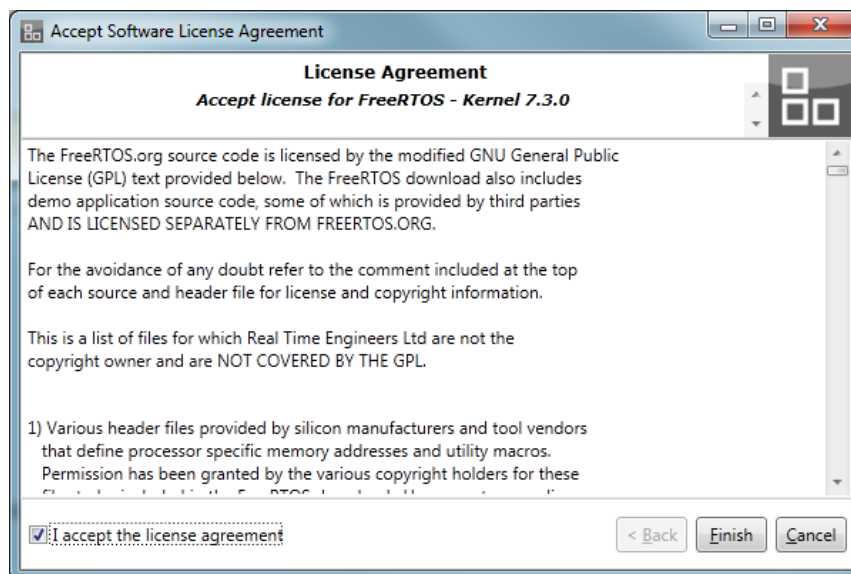 Accept Software License Agreement
License Agreement
Accept license for FreeRTOS - Kernel 7.3.0
The FreeRTOS.org source code is licensed by the modified GNU General Public
License (GPL) text provided below.  The FreeRTOS download also includes
demo application source code, some of which is provided by third parties
AND IS LICENSED SEPARATELY FROM FREERTOS.ORG.
For the avoidance of any doubt refer to the comment included at the top
of each source and header file for license and copyright information.
This is a list of files for which Real Time Engineers Ltd are not the
copyright owner and are NOT COVERED BY THE GPL.
1) Various header files provided by silicon manufacturers and tool vendors
that define processor specific memory addresses and utility macros.
Permission has been granted by the various copyright holders for these
I accept the license agreement
< Back Finish Cancel